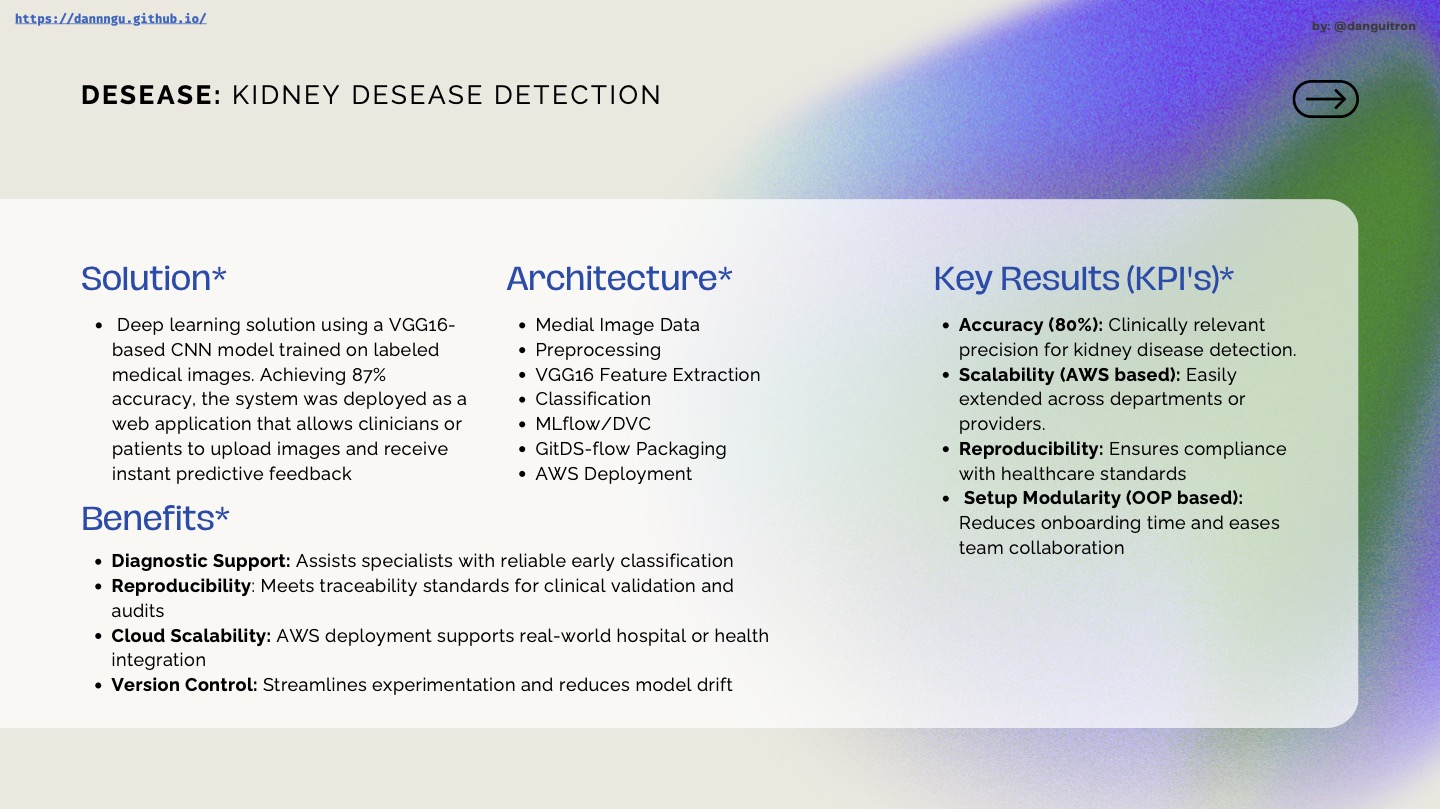 https://dannngu.github.io/
by: @danguitron
DESEASE: KIDNEY DESEASE DETECTION
Solution*
• Deep learning solution using a VGG16-
based CNN model trained on labeled
medical images. Achieving 87%
accuracy, the system was deployed as a
web application that allows clinicians or
patients to upload images and receive
instant predictive feedback
Architecture*
• Medial Image Data
• Preprocessing
• VGG16 Feature Extraction
• Classification
• MLflow/DVC
• GitDS-flow Packaging
• AWS Deployment
Key Results (KPI's)*
• Accuracy (80%): Clinically relevant
precision for kidney disease detection.
• Scalability (AWS based): Easily
extended across departments or
providers.
• Reproducibility: Ensures compliance
with healthcare standards
• Setup Modularity (OOP based):
Reduces onboarding time and eases
team collaboration
Benefits*
• Diagnostic Support: Assists specialists with reliable early classification
• Reproducibility: Meets traceability standards for clinical validation and
audits
• Cloud Scalability: AWS deployment supports real-world hospital or health
integration
• Version Control: Streamlines experimentation and reduces model drift